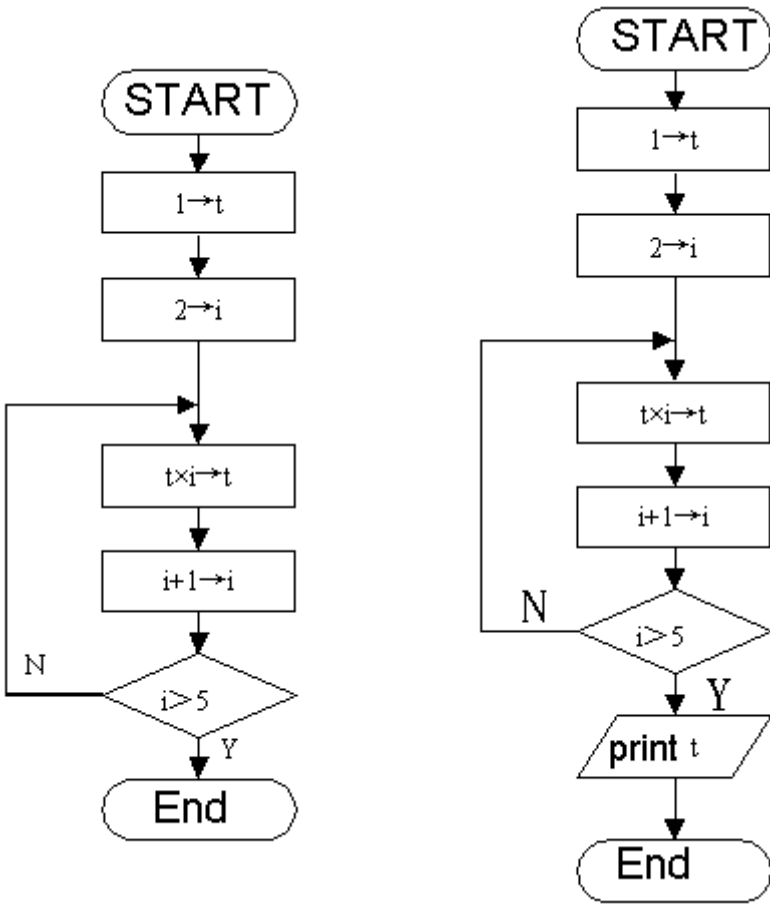 START
1→t
2→i
t×i→t
i+1→i
N
i>5
Y
End
START
1→t
2→i
t×i→t
i+1→i
N
i>5
Y
print t
End